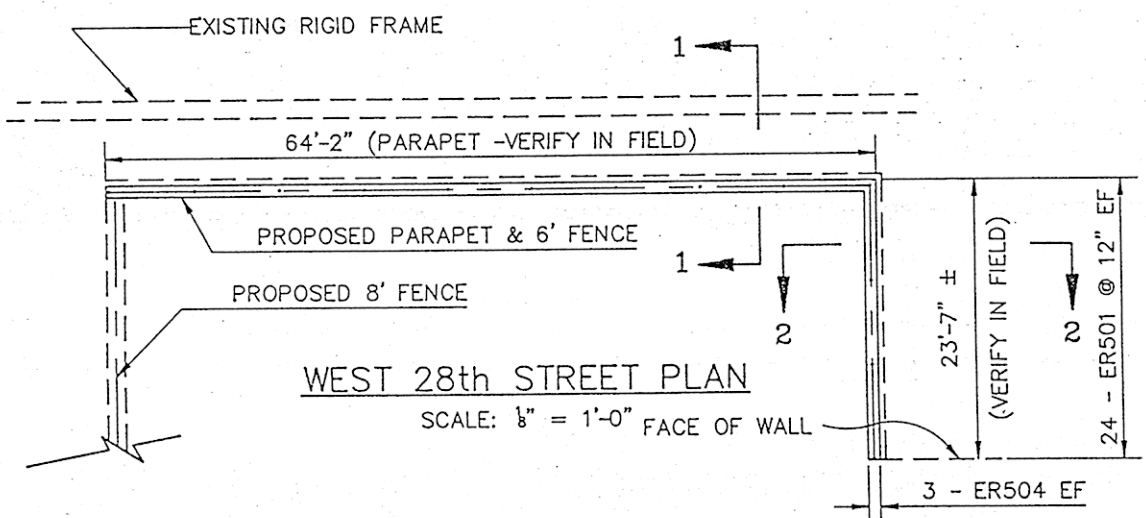 EXISTING RIGID FRAME
1
64'-2" (PARAPET -VERIFY IN FIELD)
PROPOSED PARAPET & 6' FENCE
1
PROPOSED 8' FENCE
2
2
23'-7" ±
(VERIFY IN FIELD)
24 - ER501 @ 12" EF
WEST 28th STREET PLAN
SCALE: ⅛" = 1'-0"
FACE OF WALL
3 - ER504 EF